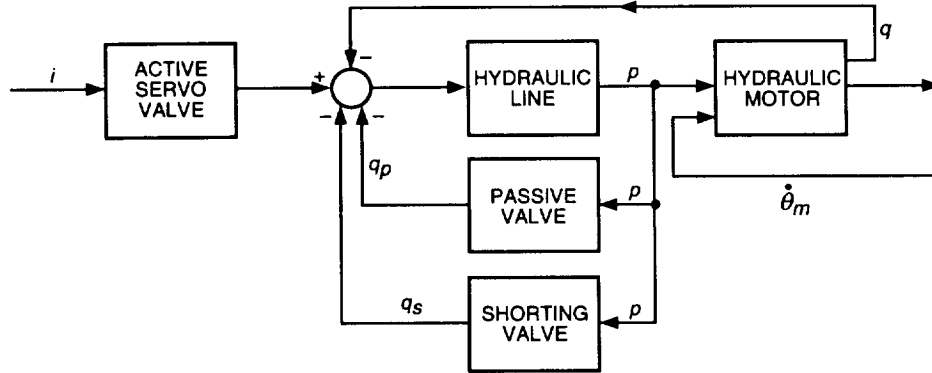 q
i
ACTIVE
SERVO
VALVE
+
−
−
−
HYDRAULIC
LINE
p
HYDRAULIC
MOTOR
q_p
PASSIVE
VALVE
p
θ̇_m
q_s
SHORTING
VALVE
p